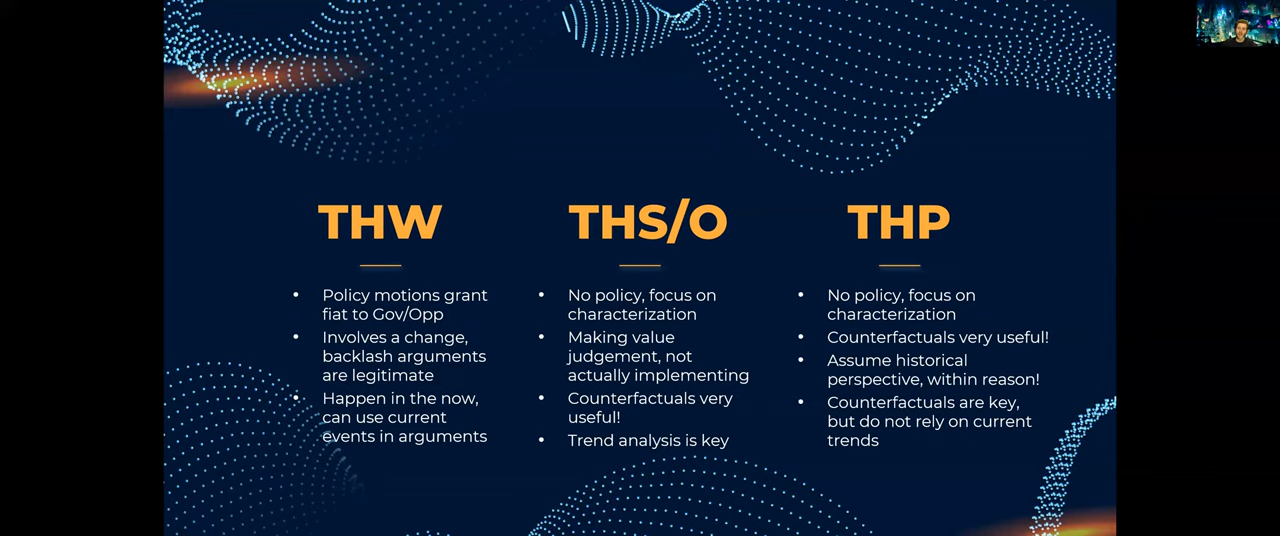 THW
• Policy motions grant
fiat to Gov/Opp
• Involves a change,
backlash arguments
are legitimate
• Happen in the now,
can use current
events in arguments
THS/O
• No policy, focus on
characterization
• Making value
judgement, not
actually implementing
• Counterfactuals very
useful!
• Trend analysis is key
THP
• No policy, focus on
characterization
• Counterfactuals very useful!
• Assume historical
perspective, within reason!
• Counterfactuals are key,
but do not rely on current
trends